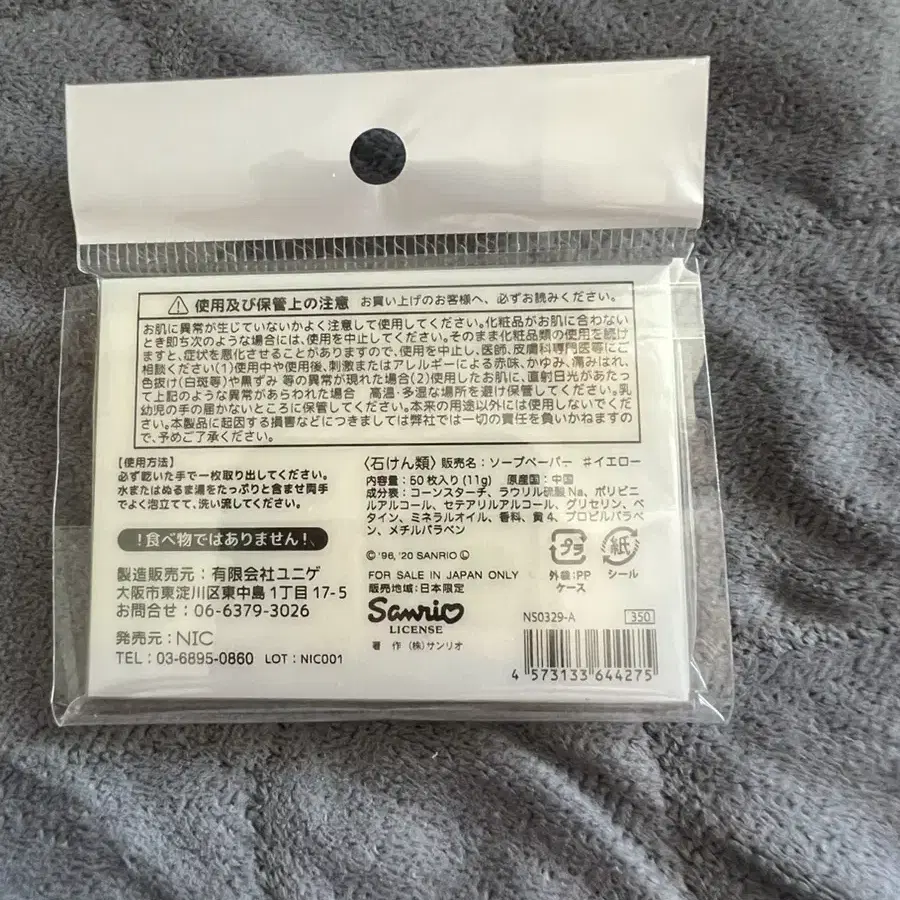 ⚠ 使用及び保管上の注意 お買い上げのお客様へ、必ずお読みください。
お肌に異常が生じていないかよく注意して使用してください。化粧品がお肌に合わない
とき即ち次のような場合には、使用を中止してください。そのまま化粧品類の使用を続け
ますと、症状を悪化させることがありますので、使用を中止し、医師、皮膚科専門医等にご
相談ください(1)使用中や使用後、刺激またはアレルギーによる赤味、かゆみ、痛みはれ、
色抜け(白斑等)や黒ずみ 等の異常が現れた場合(2)使用したお肌に、直射日光があたっ
て上記のような異常があらわれた場合 高温・多湿な場所を避け保管してください。乳
幼児の手の届かないところに保管してください。本来の用途以外には使用しないでくだ
さい。本製品に起因する損害などにつきましては弊社では一切の責任を負いかねますの
で、予めご了承ください。
【使用方法】
必ず乾いた手で一枚取り出してください。
水またはぬるま湯をたっぷりと含ませ両手
でよく泡立てて、洗い流してください。
!食べ物ではありません!
製造販売元:有限会社ユニゲ
大阪市東淀川区東中島1丁目17-5
お問合せ:06-6379-3026
発売元:NIC
TEL:03-6895-0860 LOT:NIC001
〈石けん類〉販売名:ソープペーパー #イエロー
内容量:50枚入り(11g) 原産国:中国
成分表:コーンスターチ、ラウリル硫酸Na、ポリビニ
ルアルコール、セテアリルアルコール、グリセリン、ベ
タイン、ミネラルオイル、香料、黄4、プロピルパラベ
ン、メチルパラベン
© '96, '20 SANRIO Ⓛ
FOR SALE IN JAPAN ONLY
販売地域:日本限定
Sanrio
LICENSE
著 作 (株)サンリオ
プラ
外袋:PP
ケース
紙
シール
NS0329-A 350
4 573133 644275